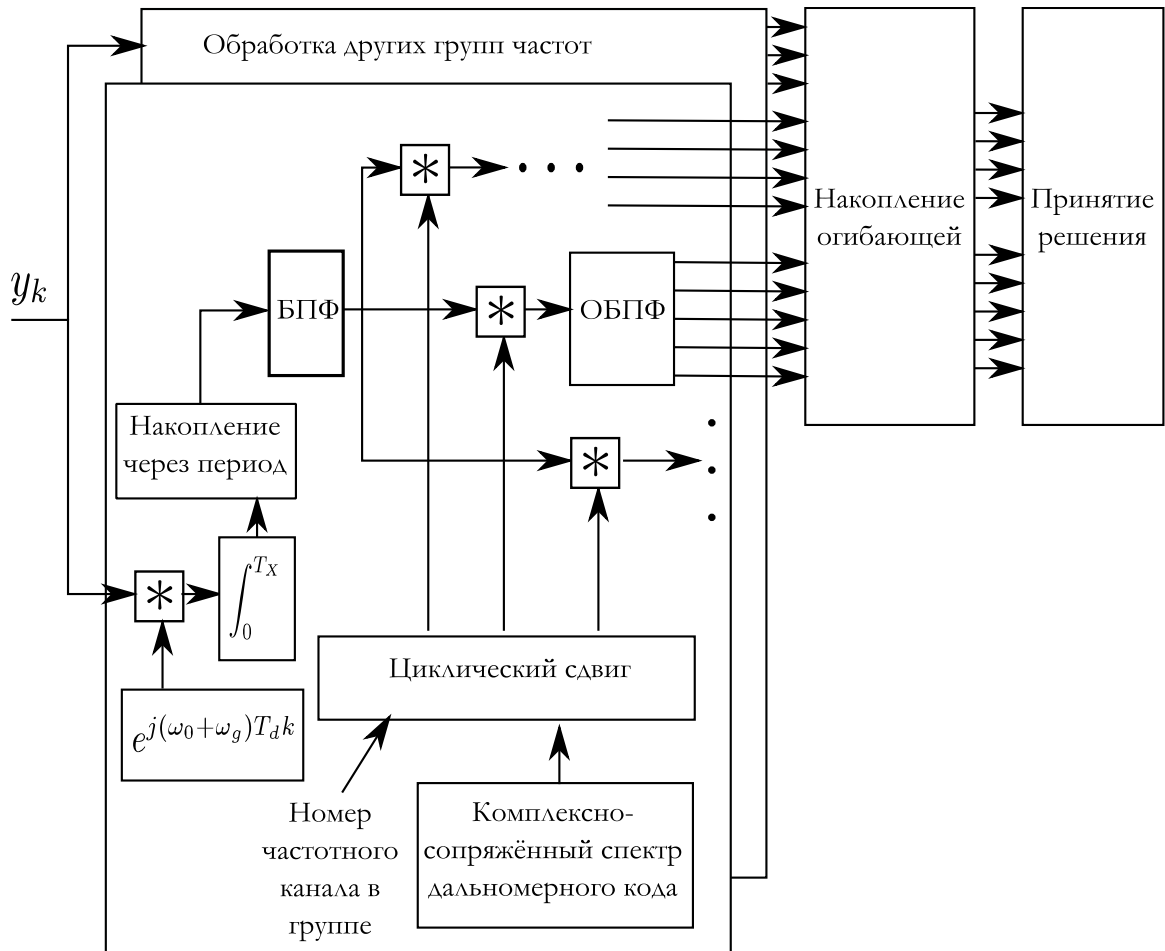 Обработка других групп частот
Накопление
огибающей
Принятие
решения
y_k
БПФ
ОБПФ
*
*
*
Накопление
через период
*
∫_0^{T_X}
e^{j(ω_0+ω_g)T_d k}
Циклический сдвиг
Номер
частотного
канала в
группе
Комплексно-
сопряжённый спектр
дальномерного кода